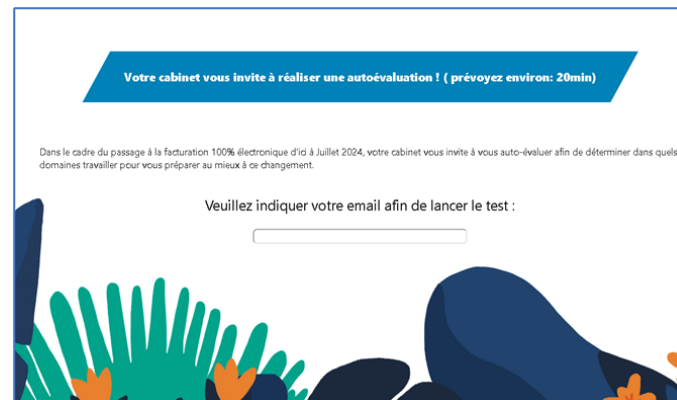 Votre cabinet vous invite à réaliser une autoévaluation ! ( prévoyez environ: 20min)
Dans le cadre du passage à la facturation 100% électronique d'ici à Juillet 2024, votre cabinet vous invite à vous auto-évaluer afin de déterminer dans quels
domaines travailler pour vous préparer au mieux à ce changement.
Veuillez indiquer votre email afin de lancer le test :